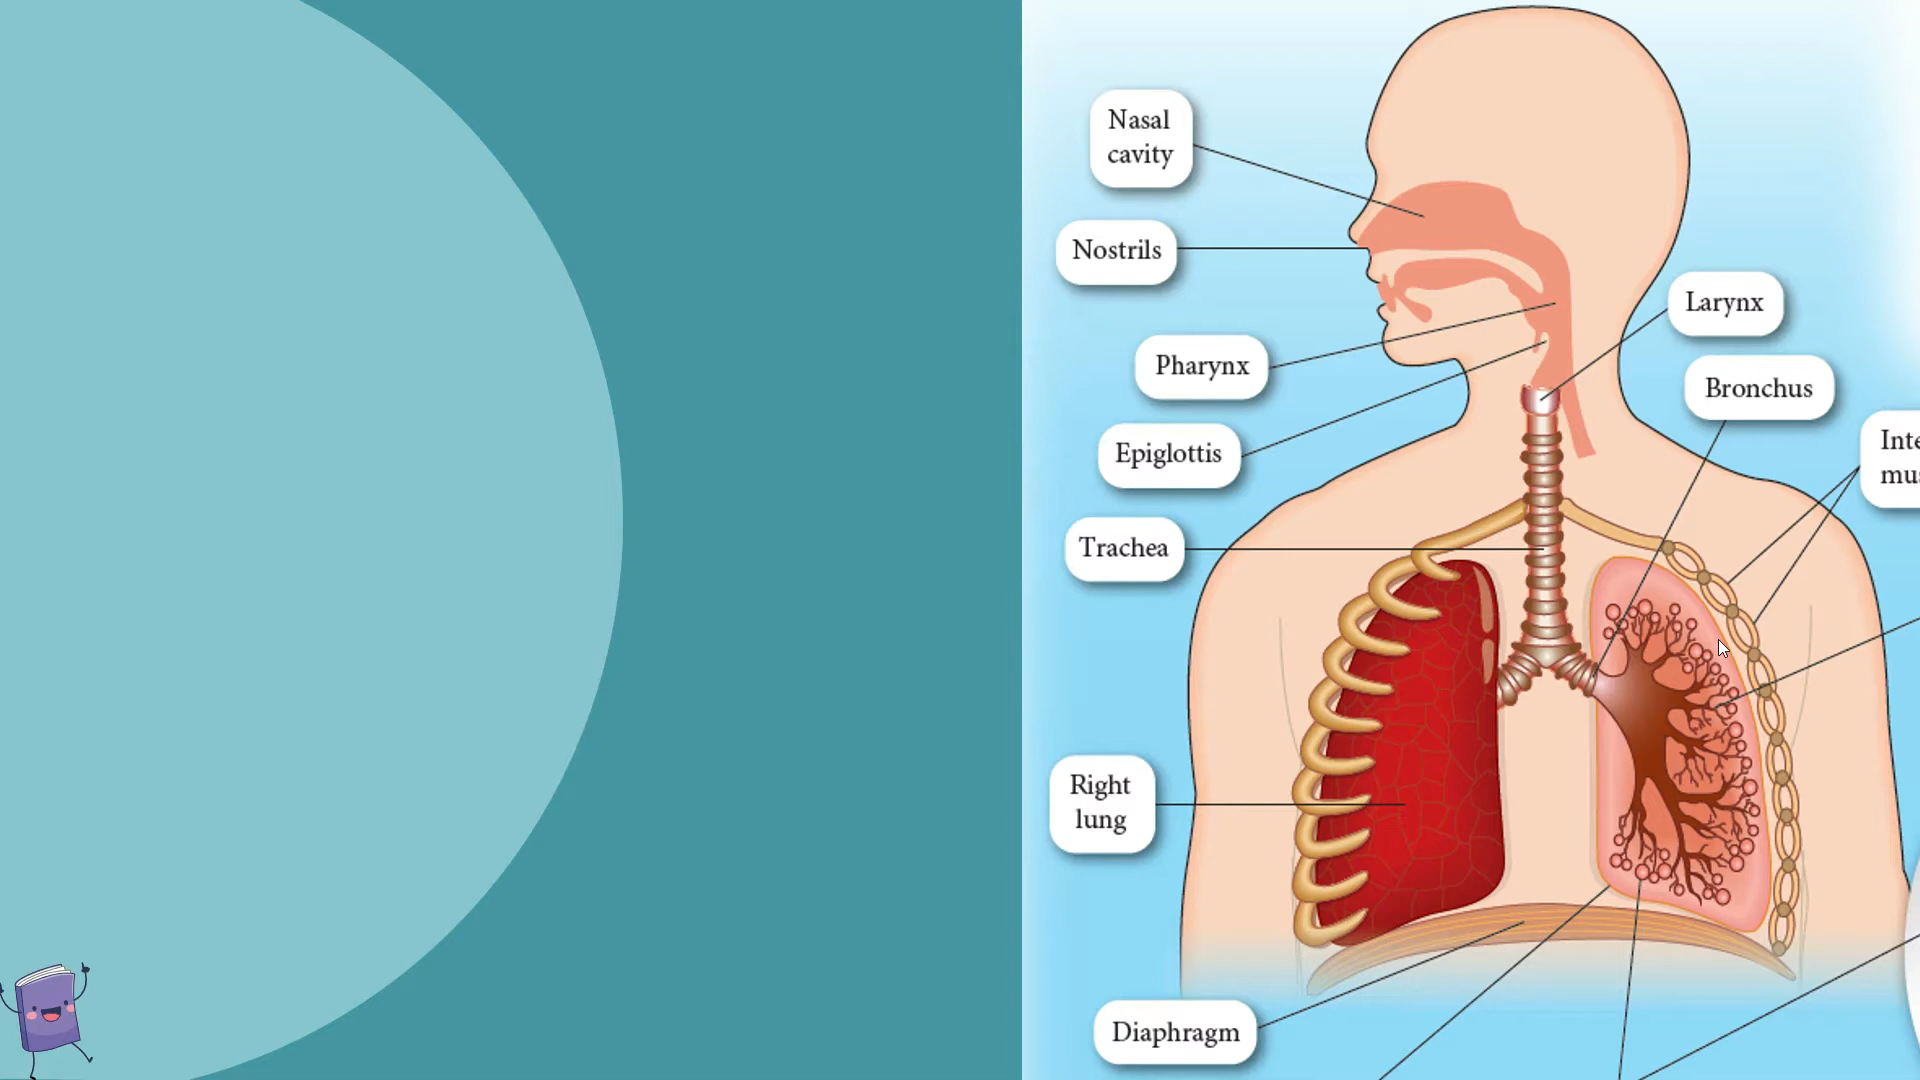 Nasal
cavity
Nostrils
Larynx
Pharynx
Bronchus
Epiglottis
Trachea
Right
lung
Diaphragm